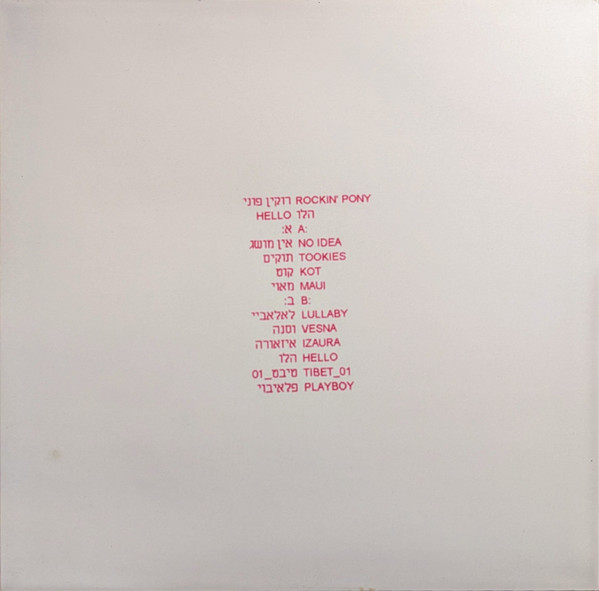 רוקין פוני ROCKIN' PONY
HELLO הלו
א: A:
אין מושג NO IDEA
תוקים TOOKIES
קוט KOT
מאוי MAUI
ב: B:
לאלאביי LULLABY
וסנה VESNA
איזאורה IZAURA
הלו HELLO
טיבט_01 TIBET_01
פלאיבוי PLAYBOY